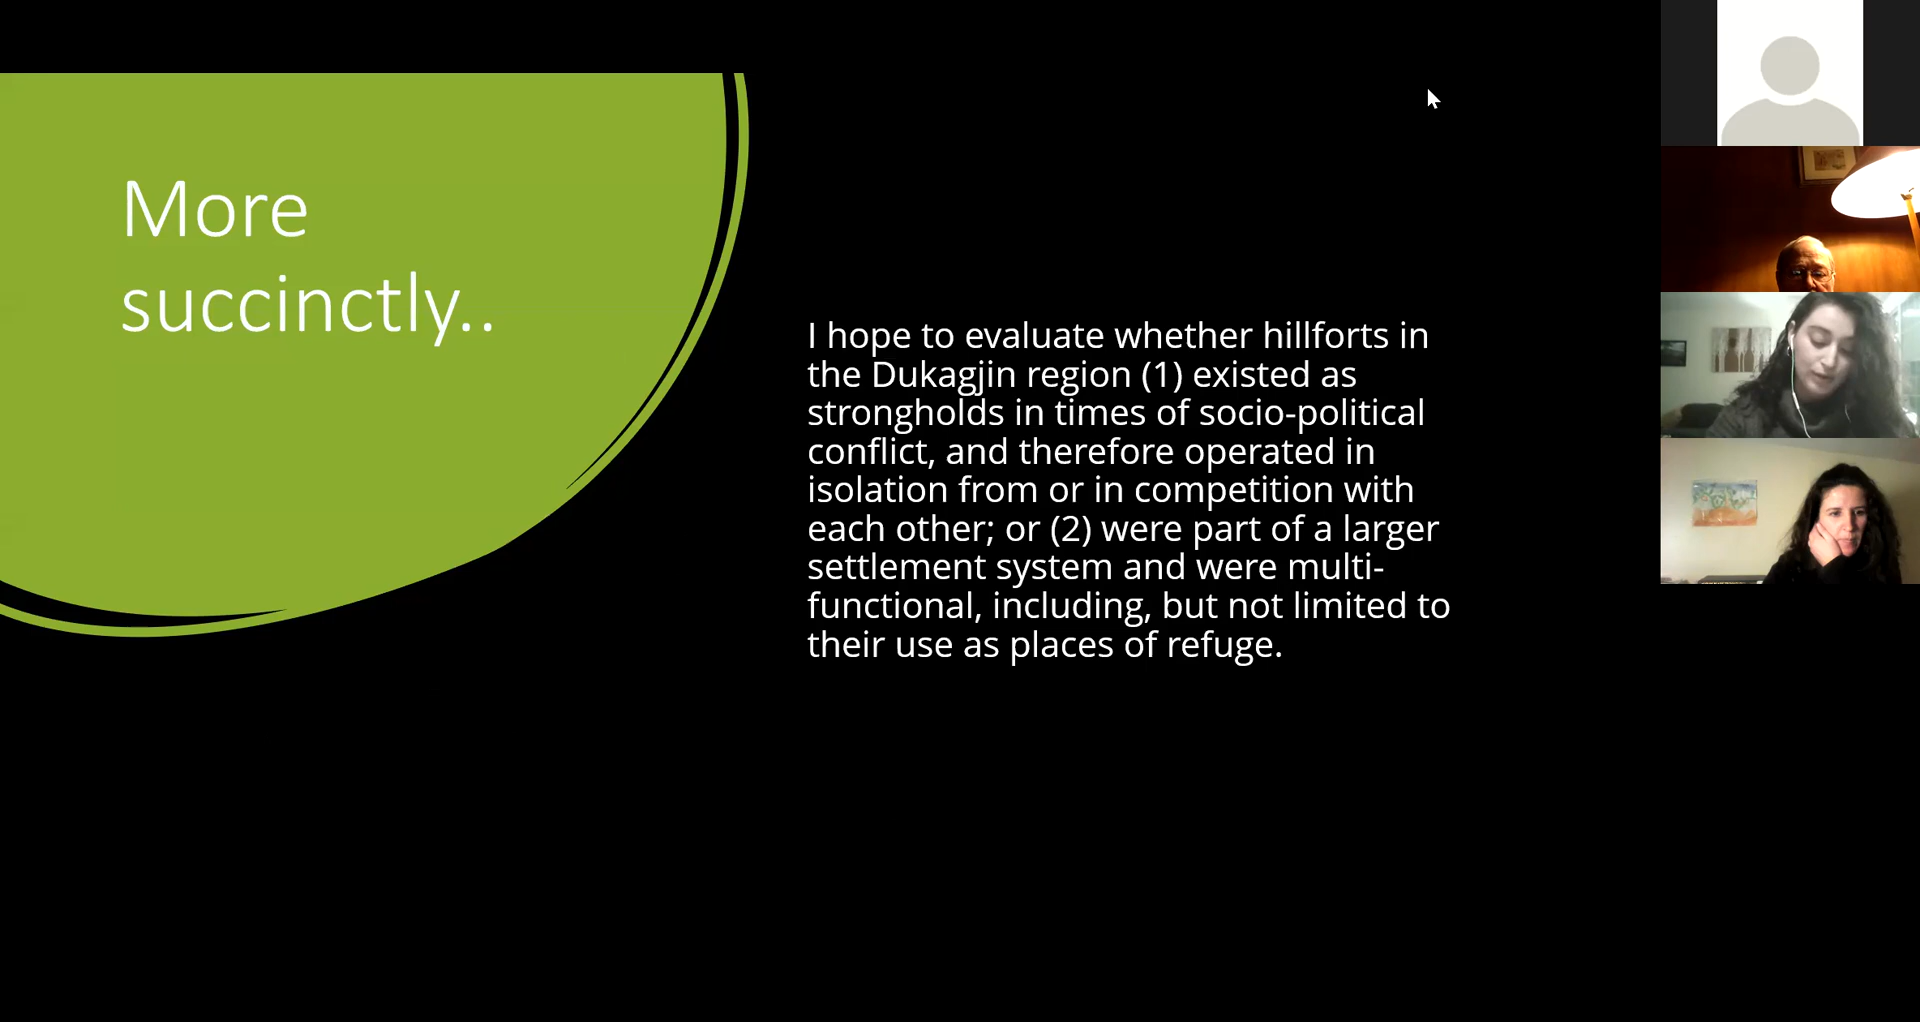 More
succinctly..
I hope to evaluate whether hillforts in
the Dukagjin region (1) existed as
strongholds in times of socio-political
conflict, and therefore operated in
isolation from or in competition with
each other; or (2) were part of a larger
settlement system and were multi-
functional, including, but not limited to
their use as places of refuge.